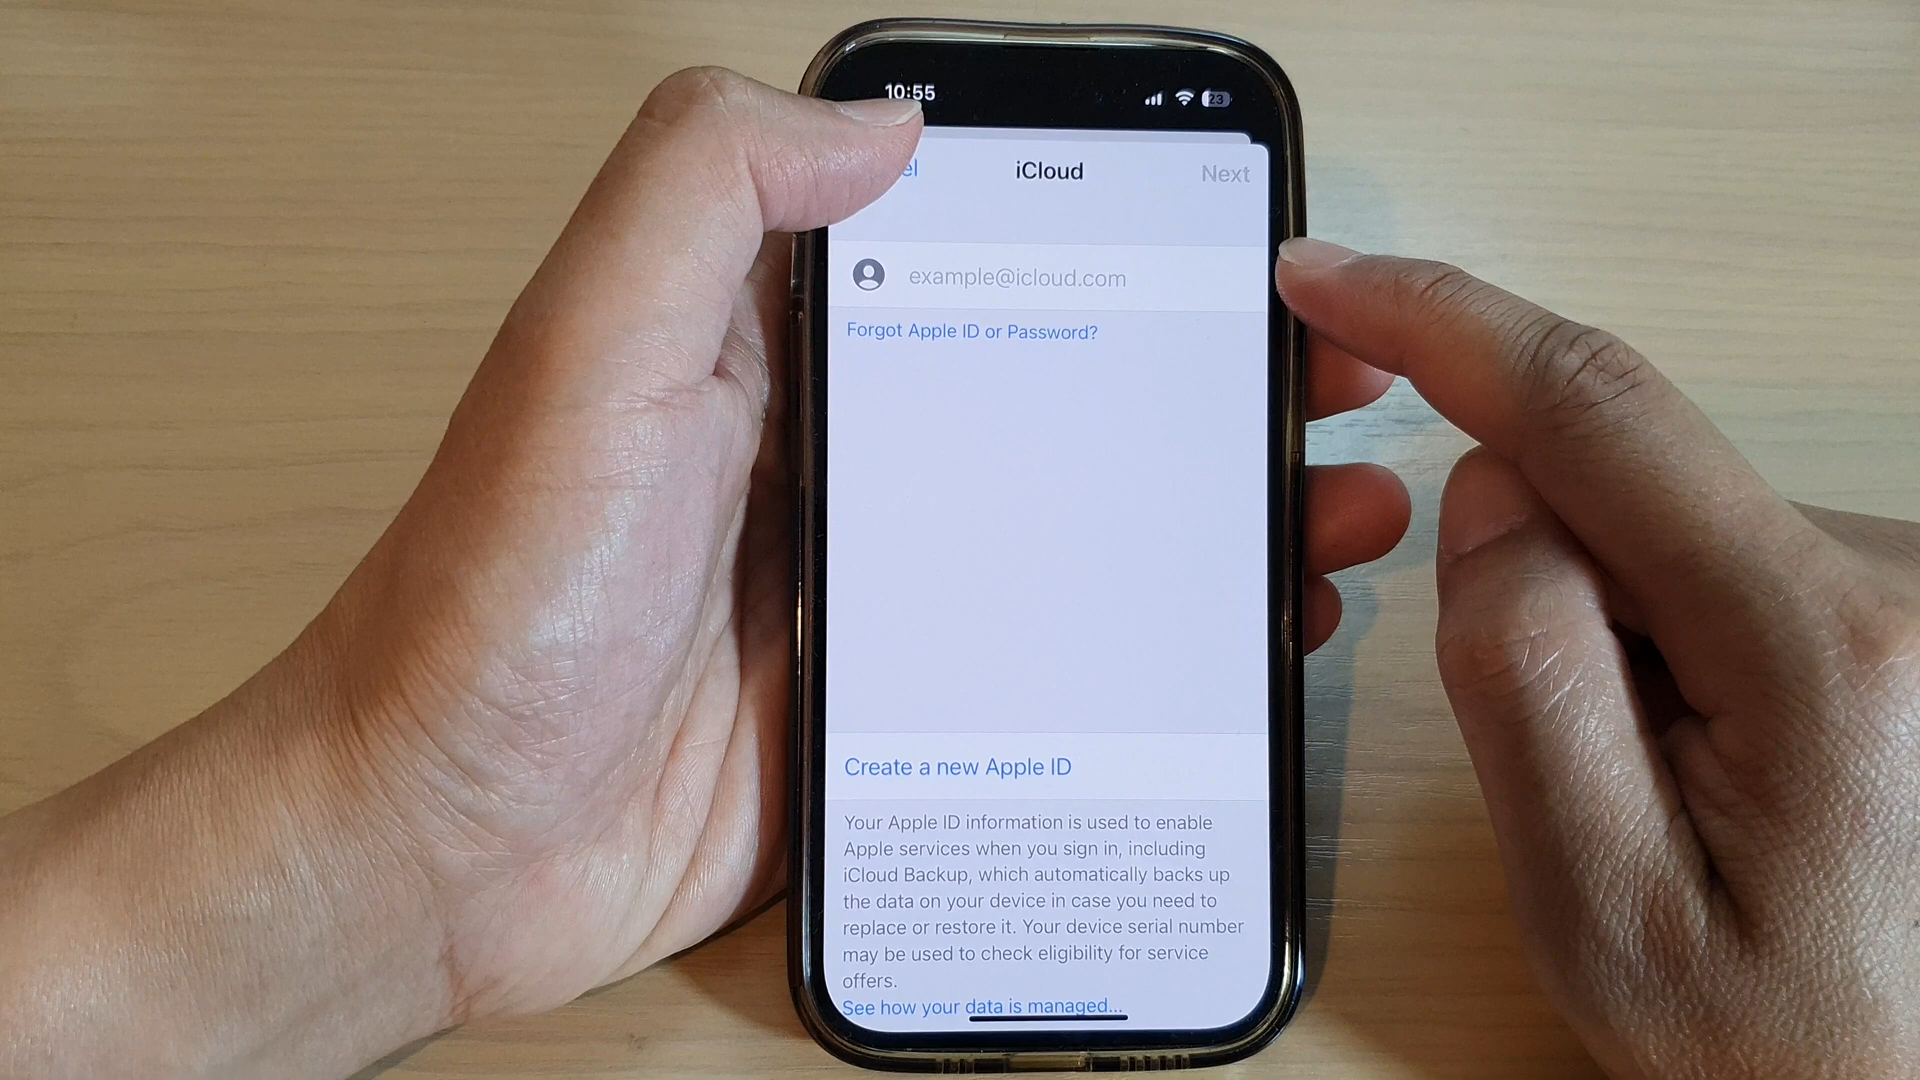 10:55
23
iCloud
Next
example@icloud.com
Forgot Apple ID or Password?
Create a new Apple ID
Your Apple ID information is used to enable
Apple services when you sign in, including
iCloud Backup, which automatically backs up
the data on your device in case you need to
replace or restore it. Your device serial number
may be used to check eligibility for service
offers.
See how your data is managed...